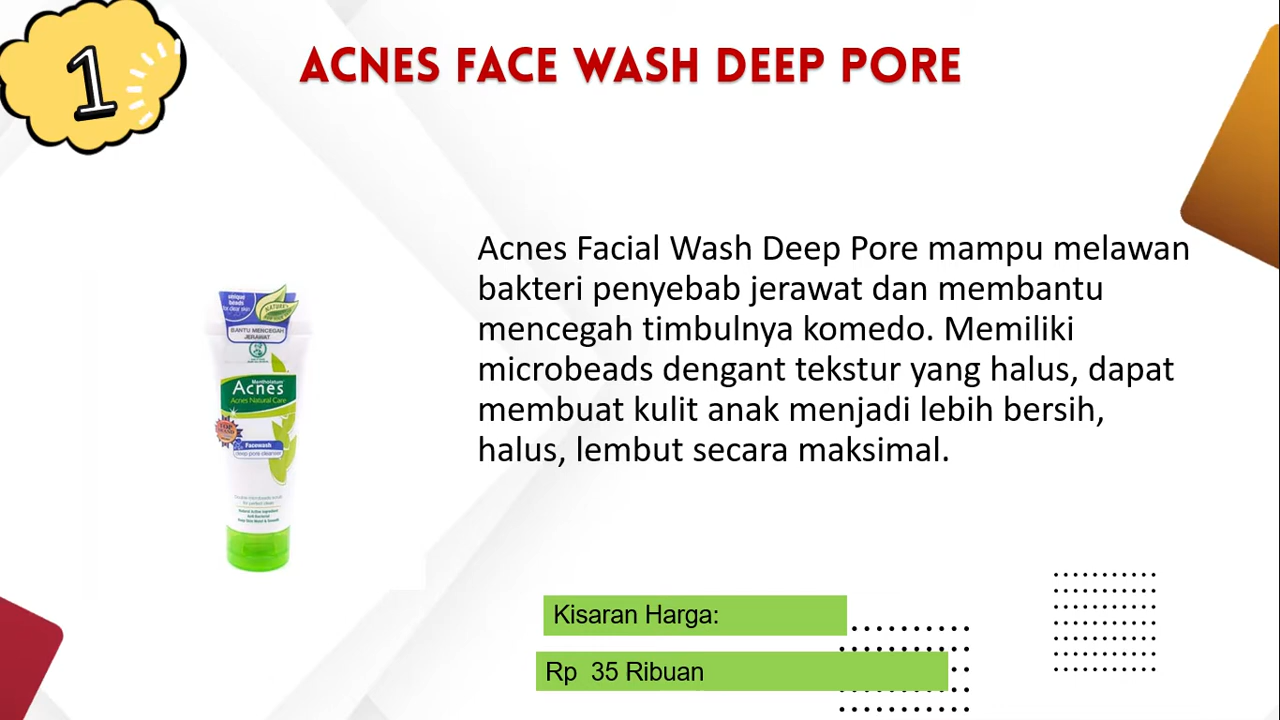 1
ACNES FACE WASH DEEP PORE
Acnes Facial Wash Deep Pore mampu melawan
bakteri penyebab jerawat dan membantu
mencegah timbulnya komedo. Memiliki
microbeads dengant tekstur yang halus, dapat
membuat kulit anak menjadi lebih bersih,
halus, lembut secara maksimal.
BANTU MENCEGAH
JERAWAT
Mentholatum
Acnes
Acnes Natural Care
Facewash
deep pore cleanser
Kisaran Harga:
Rp 35 Ribuan